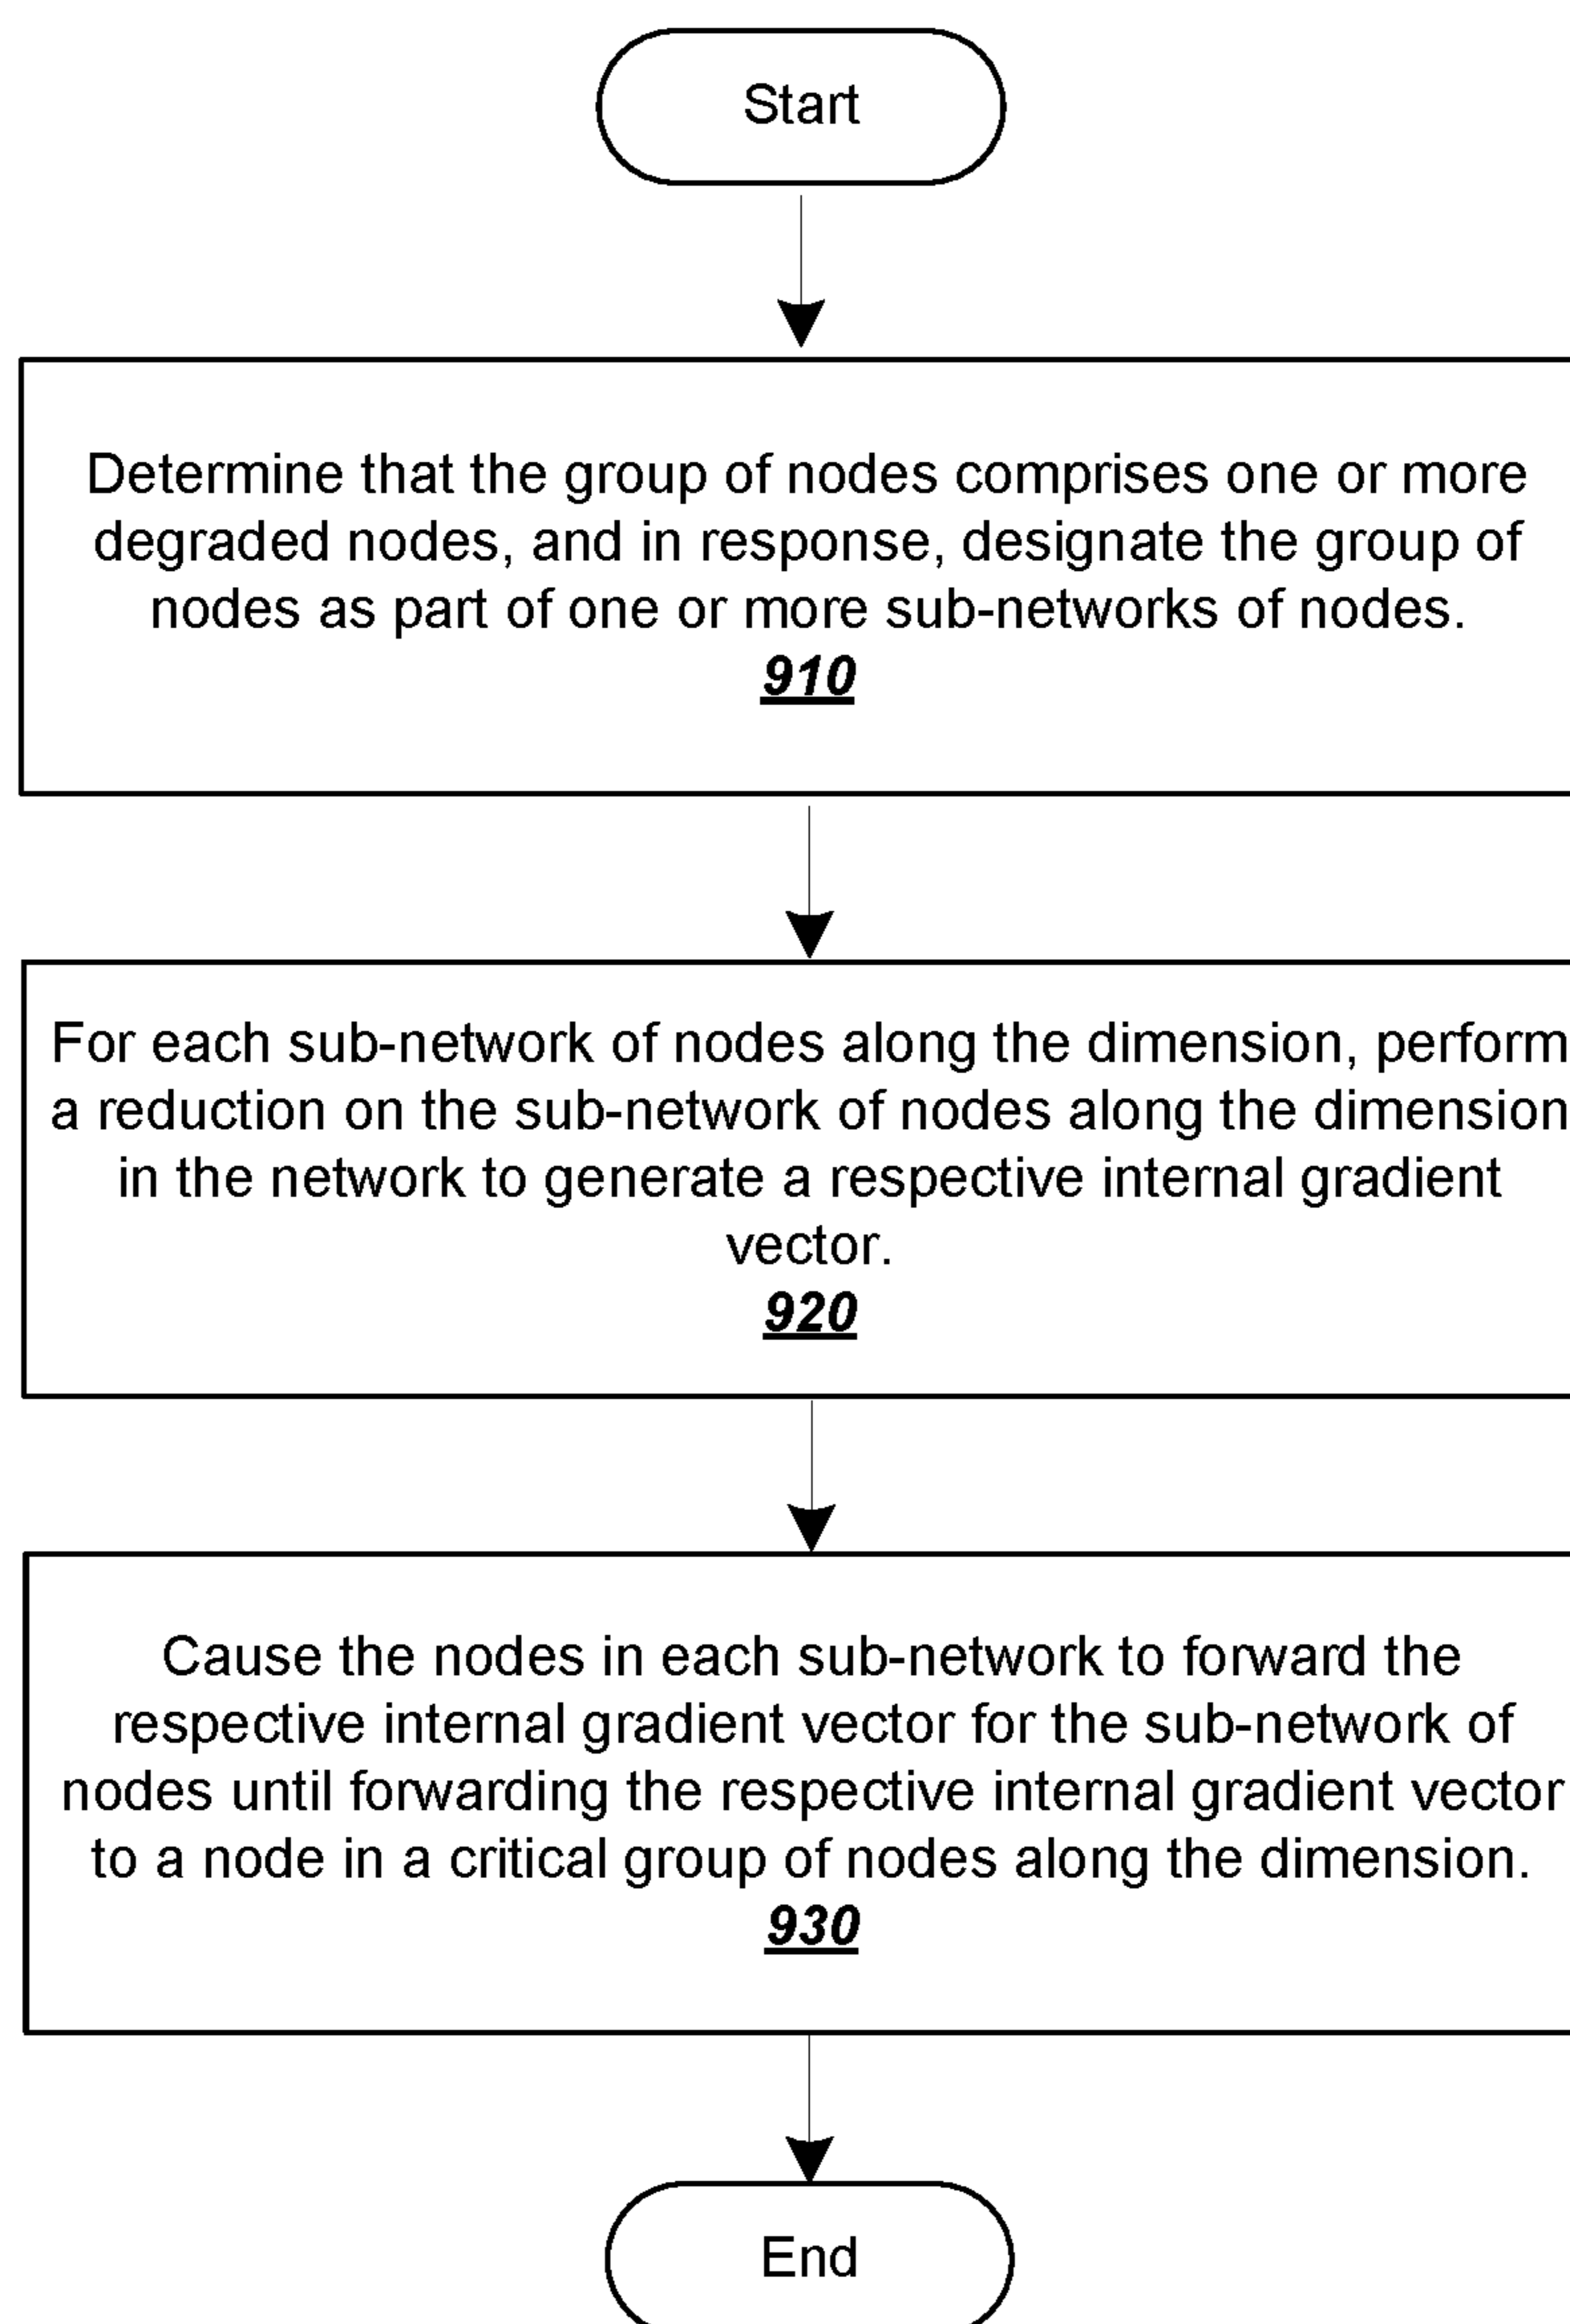 Start
Determine that the group of nodes comprises one or more
degraded nodes, and in response, designate the group of
nodes as part of one or more sub-networks of nodes.
910
For each sub-network of nodes along the dimension, perform
a reduction on the sub-network of nodes along the dimension
in the network to generate a respective internal gradient
vector.
920
Cause the nodes in each sub-network to forward the
respective internal gradient vector for the sub-network of
nodes until forwarding the respective internal gradient vector
to a node in a critical group of nodes along the dimension.
930
End